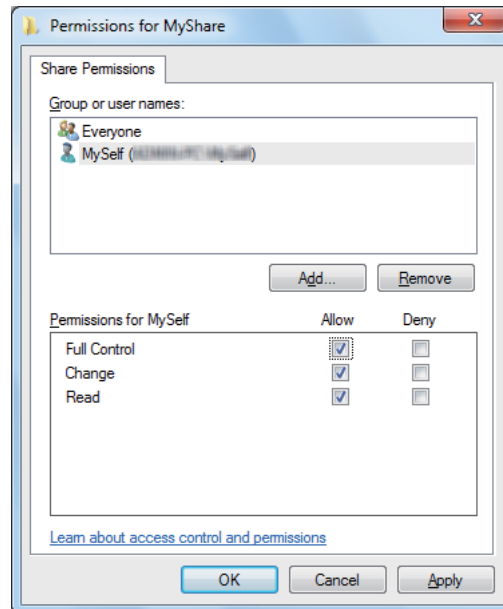 Permissions for MyShare
Share Permissions
Group or user names:
Everyone
MySelf (
)
Add... Remove
Permissions for MySelf Allow Deny
Full Control
Change
Read
Learn about access control and permissions
OK Cancel Apply